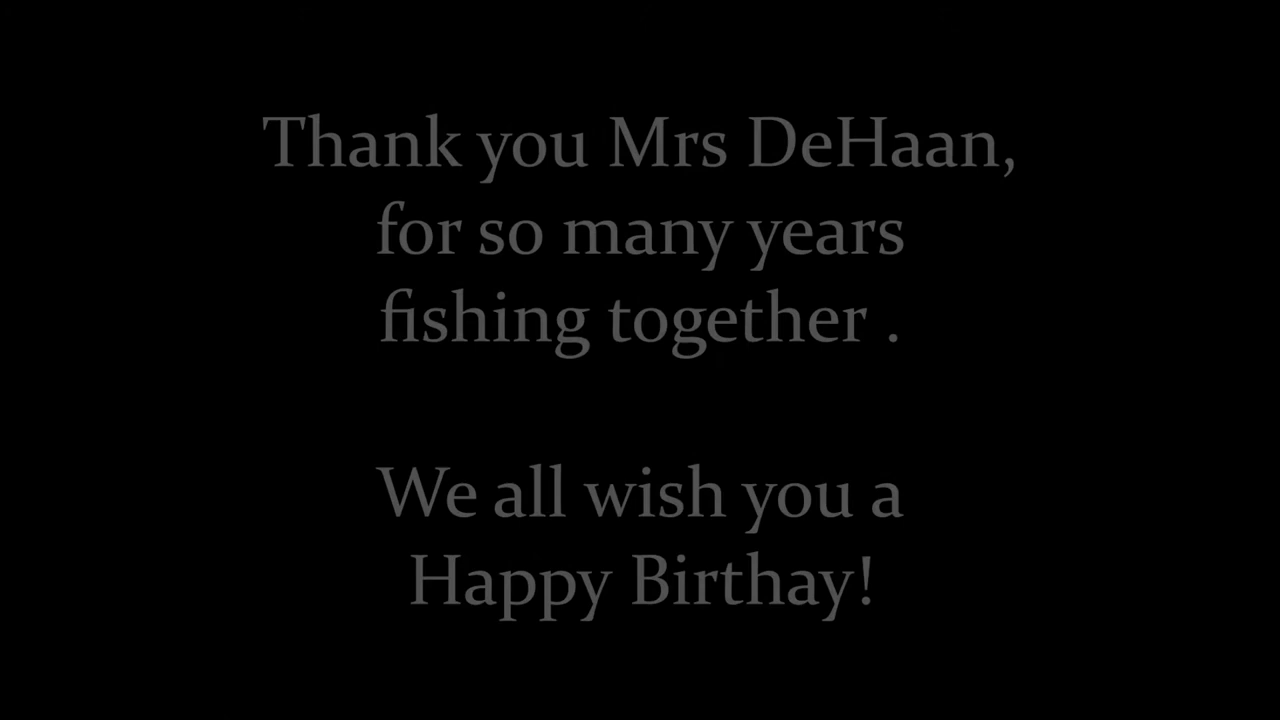 Thank you Mrs DeHaan,
for so many years
fishing together .
We all wish you a
Happy Birthay!